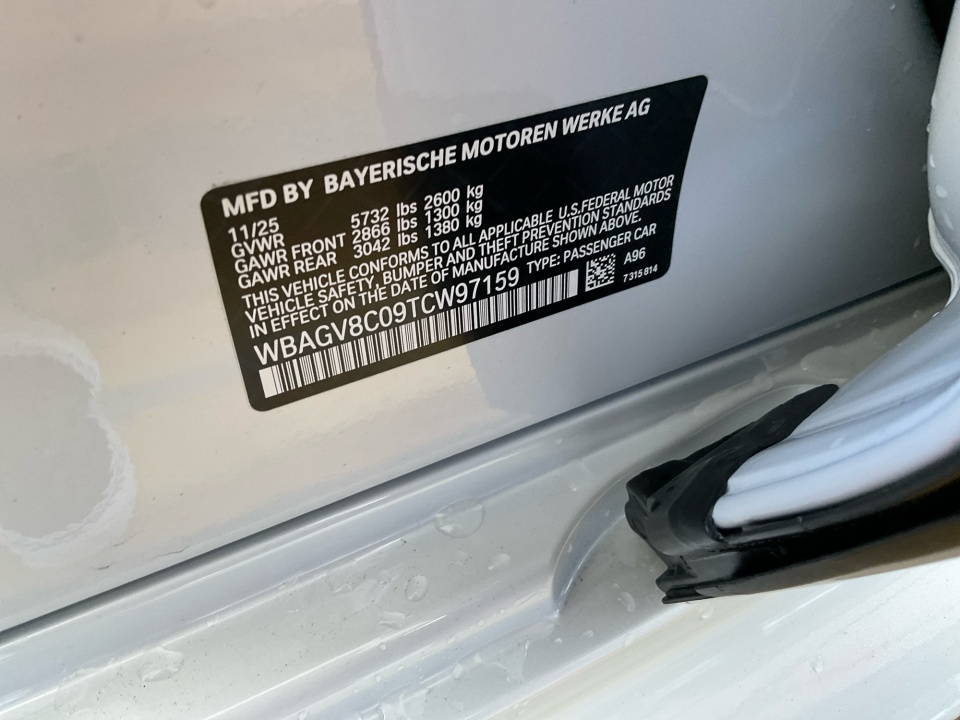 MFD BY BAYERISCHE MOTOREN WERKE AG
11/25
GVWR 5732 lbs 2600 kg
GAWR FRONT 2866 lbs 1300 kg
GAWR REAR 3042 lbs 1380 kg
THIS VEHICLE CONFORMS TO ALL APPLICABLE U.S.FEDERAL MOTOR
VEHICLE SAFETY, BUMPER AND THEFT PREVENTION STANDARDS
IN EFFECT ON THE DATE OF MANUFACTURE SHOWN ABOVE.
WBAGV8C09TCW97159 TYPE: PASSENGER CAR
A96
7 315 814